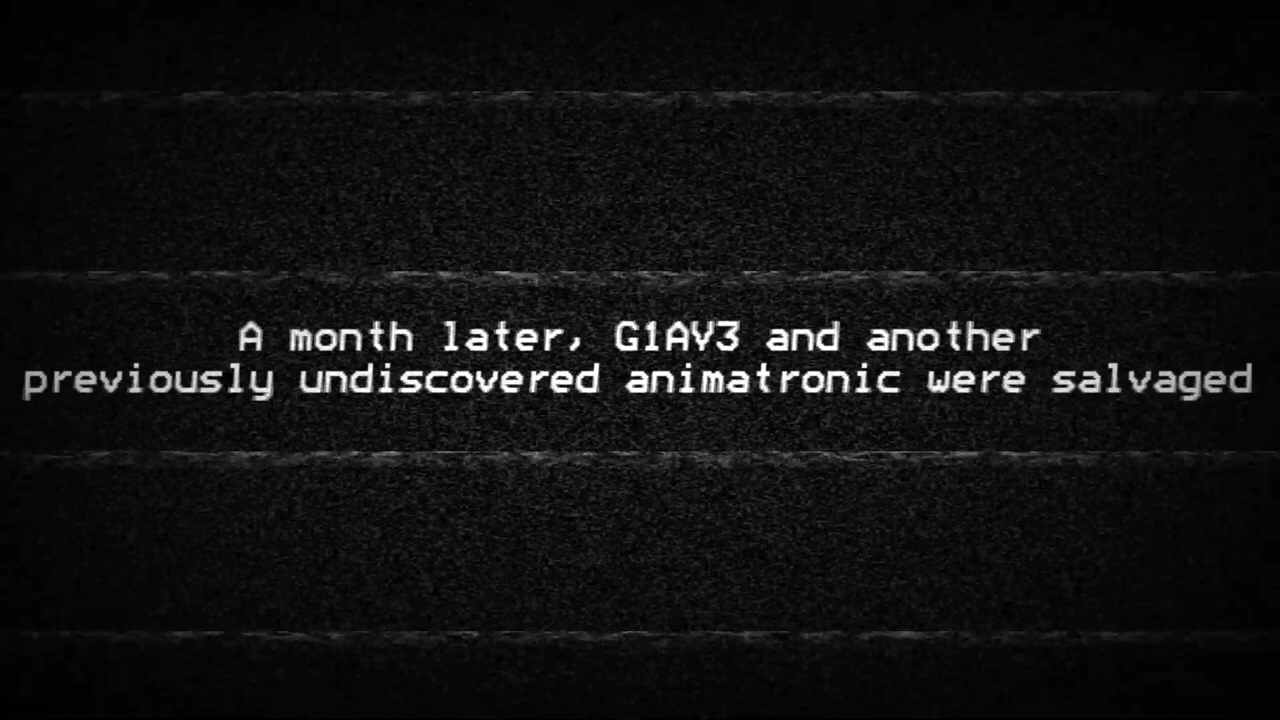 A month later, G1AV3 and another
previously undiscovered animatronic were salvaged